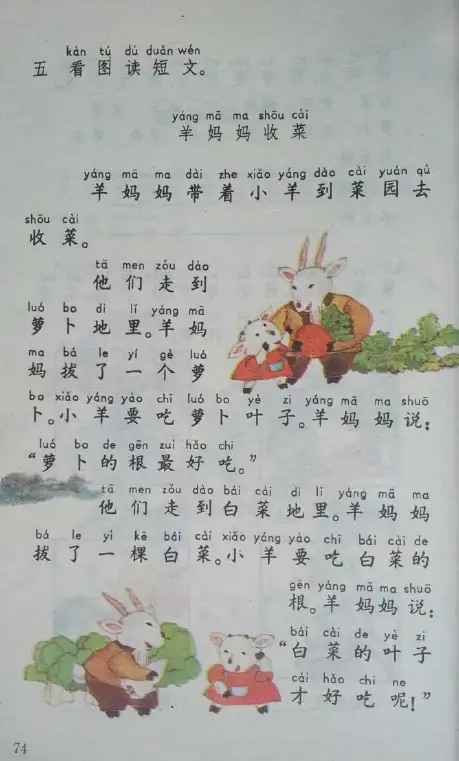 kàn tú dú duǎn wén
五 看图读短文。
yáng mā ma shōu cài
羊妈妈收菜
yáng mā ma dài zhe xiǎo yáng dào cài yuán qù
羊妈妈带着小羊到菜园去
shōu cài
收菜。
tā men zǒu dào
他们走到
luó bo dì lǐ yáng mā
萝卜地里。羊妈
ma bá le yí gè luó
妈拔了一个萝
bo xiǎo yáng yào chī luó bo yè zi yáng mā ma shuō
卜。小羊要吃萝卜叶子。羊妈妈说:
luó bo de gēn zuì hǎo chī
“萝卜的根最好吃。”
tā men zǒu dào bái cài dì lǐ yáng mā ma
他们走到白菜地里。羊妈妈
bá le yì kē bái cài xiǎo yáng yào chī bái cài de
拔了一棵白菜。小羊要吃白菜的
gēn yáng mā ma shuō
根。羊妈妈说:
bái cài de yè zi
“白菜的叶子
cái hǎo chī ne
才好吃呢!”
74